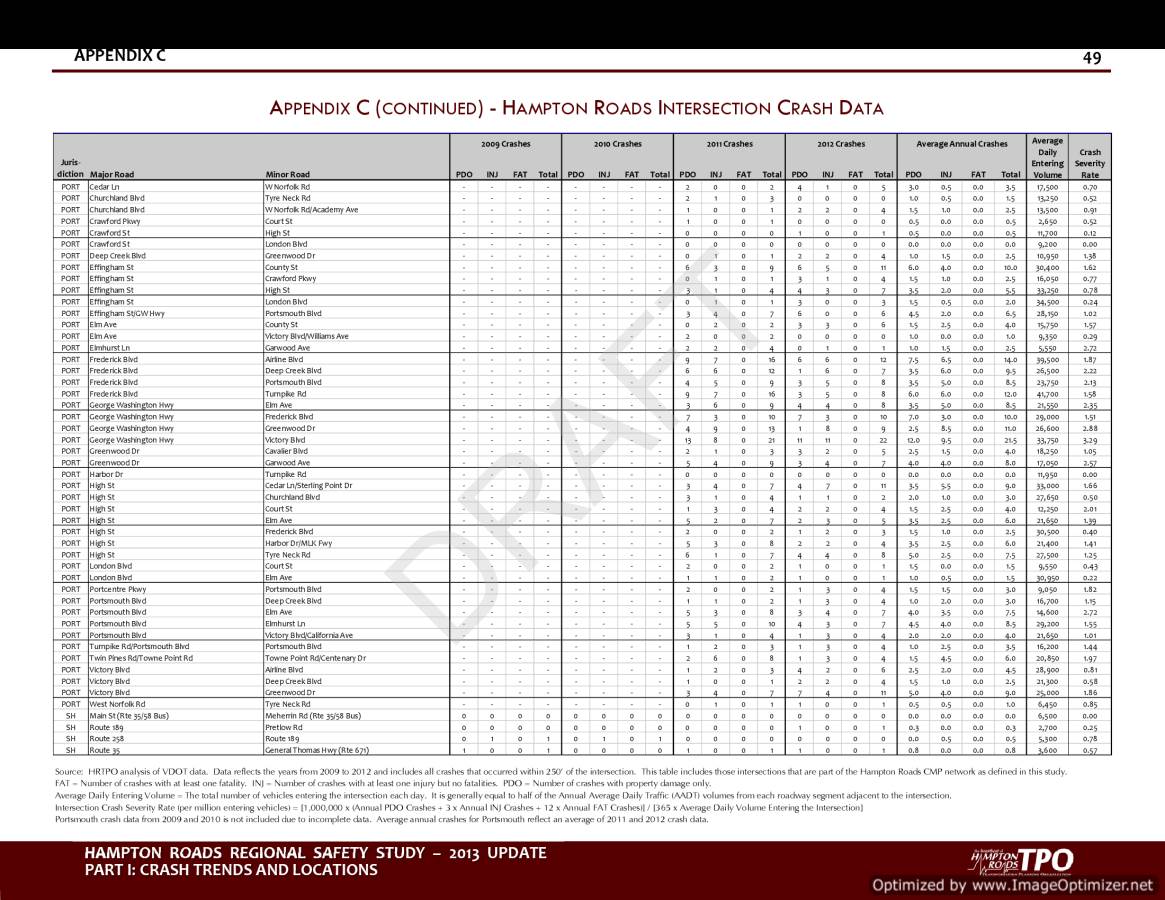 APPENDIX C 49
APPENDIX C (CONTINUED) - HAMPTON ROADS INTERSECTION CRASH DATA
2009 Crashes 2010 Crashes 2011 Crashes 2012 Crashes Average Annual Crashes Average Daily Entering Volume Crash Severity Rate
Juris-diction Major Road Minor Road PDO INJ FAT Total PDO INJ FAT Total PDO INJ FAT Total PDO INJ FAT Total PDO INJ FAT Total
PORT Cedar Ln W Norfolk Rd - - - - - - - - 2 0 0 2 4 1 0 5 3.0 0.5 0.0 3.5 17,500 0.70
PORT Churchland Blvd Tyre Neck Rd - - - - - - - - 2 1 0 3 0 0 0 0 1.0 0.5 0.0 1.5 13,250 0.52
PORT Churchland Blvd W Norfolk Rd/Academy Ave - - - - - - - - 1 0 0 1 2 2 0 4 1.5 1.0 0.0 2.5 13,500 0.91
PORT Crawford Pkwy Court St - - - - - - - - 1 0 0 1 0 0 0 0 0.5 0.0 0.0 0.5 2,650 0.52
PORT Crawford St High St - - - - - - - - 0 0 0 0 1 0 0 1 0.5 0.0 0.0 0.5 11,700 0.12
PORT Crawford St London Blvd - - - - - - - - 0 0 0 0 0 0 0 0 0.0 0.0 0.0 0.0 9,200 0.00
PORT Deep Creek Blvd Greenwood Dr - - - - - - - - 0 1 0 1 2 2 0 4 1.0 1.5 0.0 2.5 10,950 1.38
PORT Effingham St County St - - - - - - - - 6 3 0 9 6 5 0 11 6.0 4.0 0.0 10.0 30,400 1.62
PORT Effingham St Crawford Pkwy - - - - - - - - 0 1 0 1 3 1 0 4 1.5 1.0 0.0 2.5 16,050 0.77
PORT Effingham St High St - - - - - - - - 3 1 0 4 4 3 0 7 3.5 2.0 0.0 5.5 33,250 0.78
PORT Effingham St London Blvd - - - - - - - - 0 1 0 1 3 0 0 3 1.5 0.5 0.0 2.0 34,500 0.24
PORT Effingham St/GW Hwy Portsmouth Blvd - - - - - - - - 3 4 0 7 6 0 0 6 4.5 2.0 0.0 6.5 28,150 1.02
PORT Elm Ave County St - - - - - - - - 0 2 0 2 3 3 0 6 1.5 2.5 0.0 4.0 15,750 1.57
PORT Elm Ave Victory Blvd/Williams Ave - - - - - - - - 2 0 0 2 0 0 0 0 1.0 0.0 0.0 1.0 9,350 0.29
PORT Elmhurst Ln Garwood Ave - - - - - - - - 2 2 0 4 0 1 0 1 1.0 1.5 0.0 2.5 5,550 2.72
PORT Frederick Blvd Airline Blvd - - - - - - - - 9 7 0 16 6 6 0 12 7.5 6.5 0.0 14.0 39,500 1.87
PORT Frederick Blvd Deep Creek Blvd - - - - - - - - 6 6 0 12 1 6 0 7 3.5 6.0 0.0 9.5 26,500 2.22
PORT Frederick Blvd Portsmouth Blvd - - - - - - - - 4 5 0 9 3 5 0 8 3.5 5.0 0.0 8.5 23,750 2.13
PORT Frederick Blvd Turnpike Rd - - - - - - - - 9 7 0 16 3 5 0 8 6.0 6.0 0.0 12.0 41,700 1.58
PORT George Washington Hwy Elm Ave - - - - - - - - 3 6 0 9 4 4 0 8 3.5 5.0 0.0 8.5 21,550 2.35
PORT George Washington Hwy Frederick Blvd - - - - - - - - 7 3 0 10 7 3 0 10 7.0 3.0 0.0 10.0 29,000 1.51
PORT George Washington Hwy Greenwood Dr - - - - - - - - 4 9 0 13 1 8 0 9 2.5 8.5 0.0 11.0 26,600 2.88
PORT George Washington Hwy Victory Blvd - - - - - - - - 13 8 0 21 11 11 0 22 12.0 9.5 0.0 21.5 33,750 3.29
PORT Greenwood Dr Cavalier Blvd - - - - - - - - 2 1 0 3 3 2 0 5 2.5 1.5 0.0 4.0 18,250 1.05
PORT Greenwood Dr Garwood Ave - - - - - - - - 5 4 0 9 3 4 0 7 4.0 4.0 0.0 8.0 17,050 2.57
PORT Harbor Dr Turnpike Rd - - - - - - - - 0 0 0 0 0 0 0 0 0.0 0.0 0.0 0.0 11,950 0.00
PORT High St Cedar Ln/Sterling Point Dr - - - - - - - - 3 4 0 7 4 7 0 11 3.5 5.5 0.0 9.0 33,000 1.66
PORT High St Churchland Blvd - - - - - - - - 3 1 0 4 1 1 0 2 2.0 1.0 0.0 3.0 27,650 0.50
PORT High St Court St - - - - - - - - 1 3 0 4 2 2 0 4 1.5 2.5 0.0 4.0 12,250 2.01
PORT High St Elm Ave - - - - - - - - 5 2 0 7 2 3 0 5 3.5 2.5 0.0 6.0 21,650 1.39
PORT High St Frederick Blvd - - - - - - - - 2 0 0 2 1 2 0 3 1.5 1.0 0.0 2.5 30,500 0.40
PORT High St Harbor Dr/MLK Fwy - - - - - - - - 5 3 0 8 2 2 0 4 3.5 2.5 0.0 6.0 21,400 1.41
PORT High St Tyre Neck Rd - - - - - - - - 6 1 0 7 4 4 0 8 5.0 2.5 0.0 7.5 27,500 1.25
PORT London Blvd Court St - - - - - - - - 2 0 0 2 1 0 0 1 1.5 0.0 0.0 1.5 9,550 0.43
PORT London Blvd Elm Ave - - - - - - - - 1 1 0 2 1 0 0 1 1.0 0.5 0.0 1.5 30,950 0.22
PORT Portcentre Pkwy Portsmouth Blvd - - - - - - - - 2 0 0 2 1 3 0 4 1.5 1.5 0.0 3.0 9,050 1.82
PORT Portsmouth Blvd Deep Creek Blvd - - - - - - - - 1 1 0 2 1 3 0 4 1.0 2.0 0.0 3.0 16,700 1.15
PORT Portsmouth Blvd Elm Ave - - - - - - - - 5 3 0 8 3 4 0 7 4.0 3.5 0.0 7.5 14,600 2.72
PORT Portsmouth Blvd Elmhurst Ln - - - - - - - - 5 5 0 10 4 3 0 7 4.5 4.0 0.0 8.5 29,200 1.55
PORT Portsmouth Blvd Victory Blvd/California Ave - - - - - - - - 3 1 0 4 1 3 0 4 2.0 2.0 0.0 4.0 21,650 1.01
PORT Turnpike Rd/Portsmouth Blvd Portsmouth Blvd - - - - - - - - 1 2 0 3 1 3 0 4 1.0 2.5 0.0 3.5 16,200 1.44
PORT Twin Pines Rd/Towne Point Rd Towne Point Rd/Centenary Dr - - - - - - - - 2 6 0 8 1 3 0 4 1.5 4.5 0.0 6.0 20,850 1.97
PORT Victory Blvd Airline Blvd - - - - - - - - 1 2 0 3 4 2 0 6 2.5 2.0 0.0 4.5 28,900 0.81
PORT Victory Blvd Deep Creek Blvd - - - - - - - - 1 0 0 1 2 2 0 4 1.5 1.0 0.0 2.5 21,300 0.58
PORT Victory Blvd Greenwood Dr - - - - - - - - 3 4 0 7 7 4 0 11 5.0 4.0 0.0 9.0 25,000 1.86
PORT West Norfolk Rd Tyre Neck Rd - - - - - - - - 0 1 0 1 1 0 0 1 0.5 0.5 0.0 1.0 6,450 0.85
SH Main St (Rte 35/58 Bus) Meherrin Rd (Rte 35/58 Bus) 0 0 0 0 0 0 0 0 0 0 0 0 0 0 0 0 0.0 0.0 0.0 0.0 6,500 0.00
SH Route 189 Pretlow Rd 0 0 0 0 0 0 0 0 0 0 0 0 1 0 0 1 0.3 0.0 0.0 0.3 2,700 0.25
SH Route 258 Route 189 0 1 0 1 0 1 0 1 0 0 0 0 0 0 0 0 0.0 0.5 0.0 0.5 5,300 0.78
SH Route 35 General Thomas Hwy (Rte 671) 1 0 0 1 0 0 0 0 1 0 0 1 1 0 0 1 0.8 0.0 0.0 0.8 3,600 0.57
DRAFT
Source: HRTPO analysis of VDOT data. Data reflects the years from 2009 to 2012 and includes all crashes that occurred within 250' of the intersection. This table includes those intersections that are part of the Hampton Roads CMP network as defined in this study.
FAT = Number of crashes with at least one fatality. INJ = Number of crashes with at least one injury but no fatalities. PDO = Number of crashes with property damage only.
Average Daily Entering Volume = The total number of vehicles entering the intersection each day. It is generally equal to half of the Annual Average Daily Traffic (AADT) volumes from each roadway segment adjacent to the intersection.
Intersection Crash Severity Rate (per million entering vehicles) = [1,000,000 x (Annual PDO Crashes + 3 x Annual INJ Crashes + 12 x Annual FAT Crashes)] / [365 x Average Daily Volume Entering the Intersection]
Portsmouth crash data from 2009 and 2010 is not included due to incomplete data. Average annual crashes for Portsmouth reflect an average of 2011 and 2012 crash data.
HAMPTON ROADS REGIONAL SAFETY STUDY – 2013 UPDATE
PART I: CRASH TRENDS AND LOCATIONS
HAMPTON ROADS TPO
Optimized by www.ImageOptimizer.net